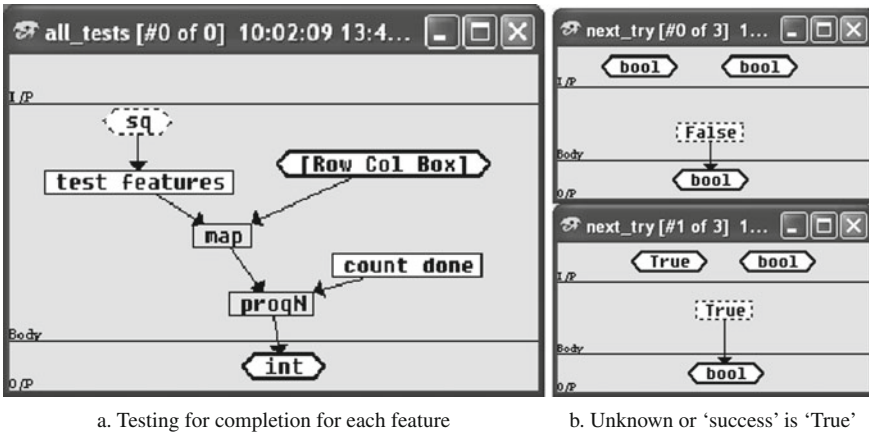 all_tests [#0 of 0] 10:02:09 13:4...
I/P
sq
[Row Col Box]
test features
map
count done
progN
Body
int
O/P
next_try [#0 of 3] 1...
bool bool
I/P
False
Body
bool
O/P
next_try [#1 of 3] 1...
True bool
I/P
True
Body
bool
O/P
a. Testing for completion for each feature
b. Unknown or ‘success’ is ‘True’